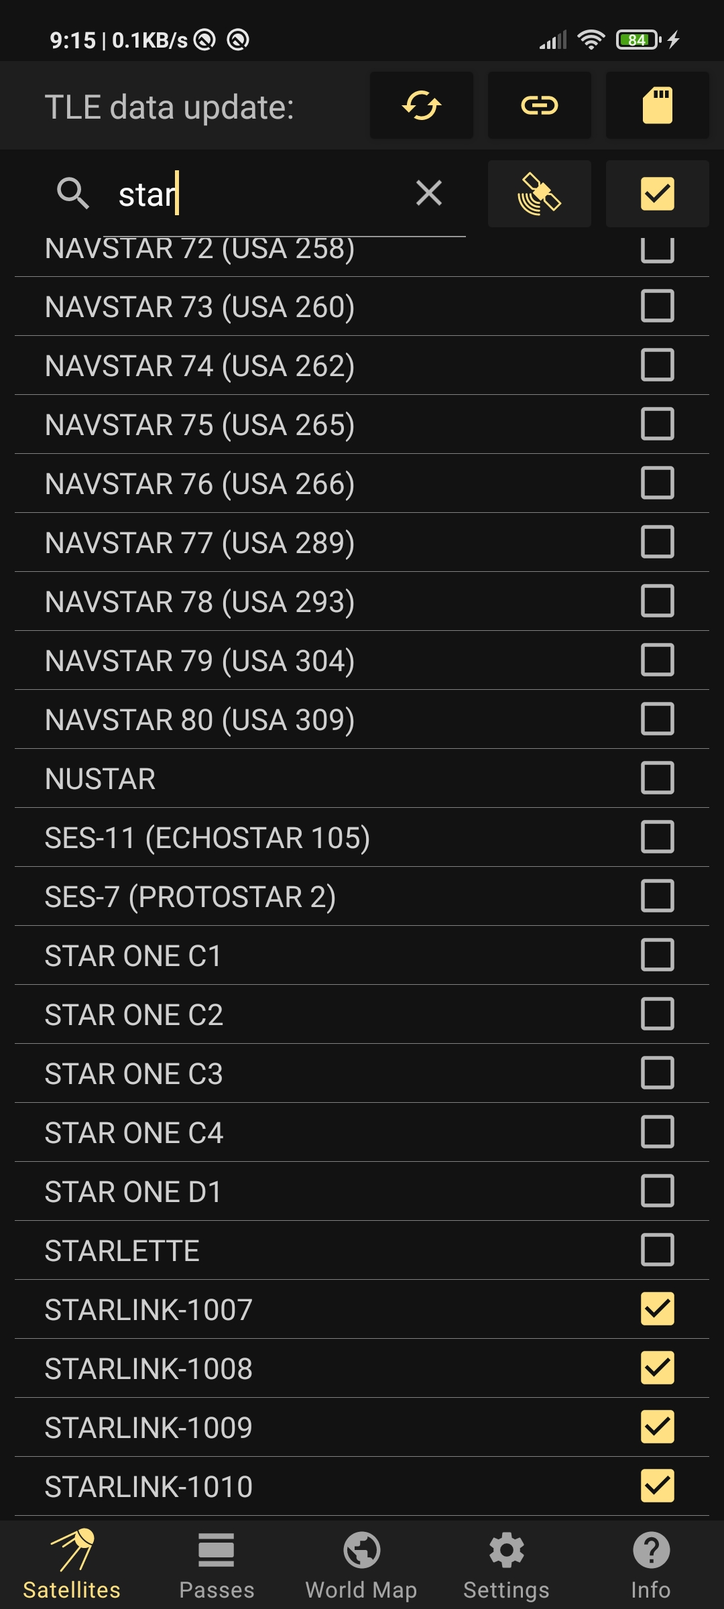 9:15 | 0.1KB/s
84
TLE data update:
star
NAVSTAR 72 (USA 258)
NAVSTAR 73 (USA 260)
NAVSTAR 74 (USA 262)
NAVSTAR 75 (USA 265)
NAVSTAR 76 (USA 266)
NAVSTAR 77 (USA 289)
NAVSTAR 78 (USA 293)
NAVSTAR 79 (USA 304)
NAVSTAR 80 (USA 309)
NUSTAR
SES-11 (ECHOSTAR 105)
SES-7 (PROTOSTAR 2)
STAR ONE C1
STAR ONE C2
STAR ONE C3
STAR ONE C4
STAR ONE D1
STARLETTE
STARLINK-1007
STARLINK-1008
STARLINK-1009
STARLINK-1010
Satellites Passes World Map Settings Info